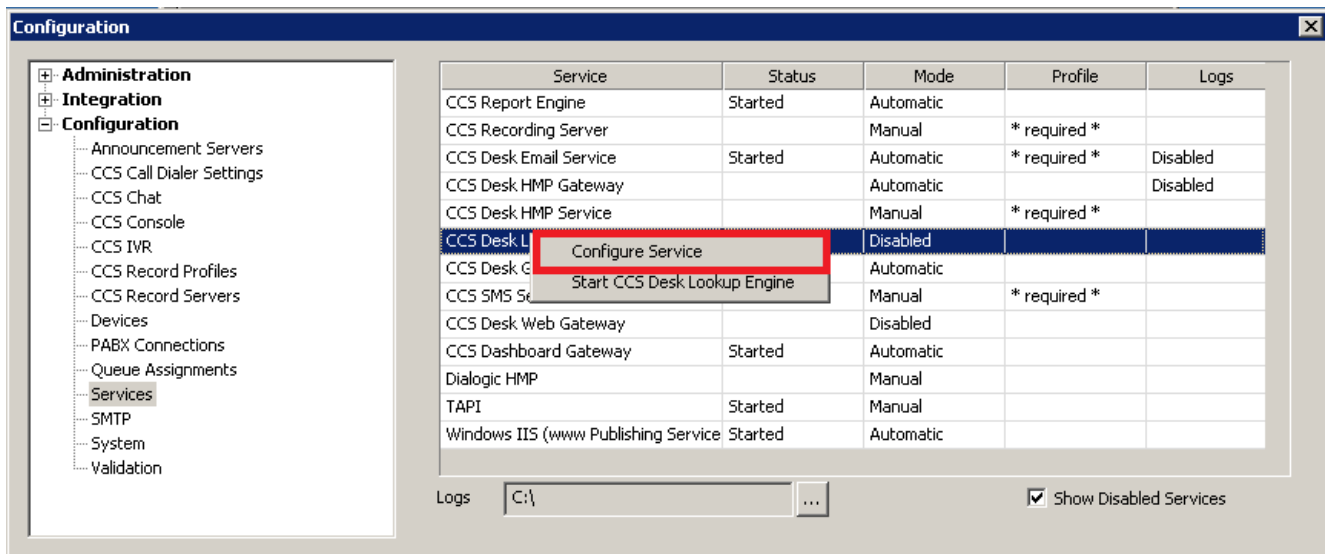 Configuration
Administration
Integration
Configuration
Announcement Servers
CCS Call Dialer Settings
CCS Chat
CCS Console
CCS IVR
CCS Record Profiles
CCS Record Servers
Devices
PABX Connections
Queue Assignments
Services
SMTP
System
Validation
Service Status Mode Profile Logs
CCS Report Engine Started Automatic
CCS Recording Server Manual * required *
CCS Desk Email Service Started Automatic * required * Disabled
CCS Desk HMP Gateway Automatic Disabled
CCS Desk HMP Service Manual * required *
CCS Desk L Disabled
Configure Service
CCS Desk G Automatic
Start CCS Desk Lookup Engine
CCS SMS Se Manual * required *
CCS Desk Web Gateway Disabled
CCS Dashboard Gateway Started Automatic
Dialogic HMP Manual
TAPI Started Manual
Windows IIS (www Publishing Service Started Automatic
Logs C:\ ... Show Disabled Services